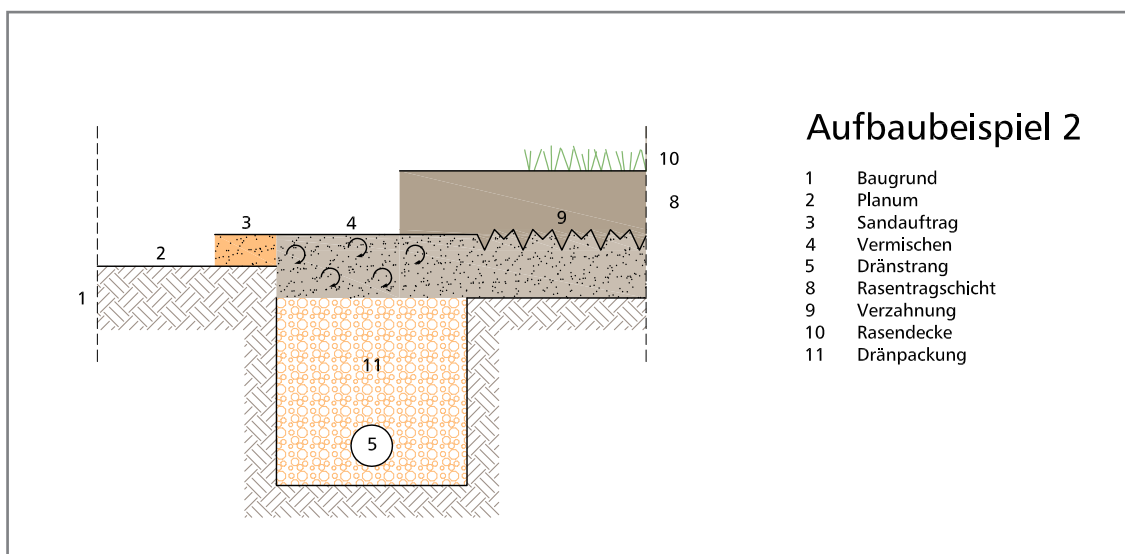 Aufbaubeispiel 2
1 Baugrund
2 Planum
3 Sandauftrag
4 Vermischen
5 Dränstrang
8 Rasentragschicht
9 Verzahnung
10 Rasendecke
11 Dränpackung
10
8
9
3
4
2
1
11
5